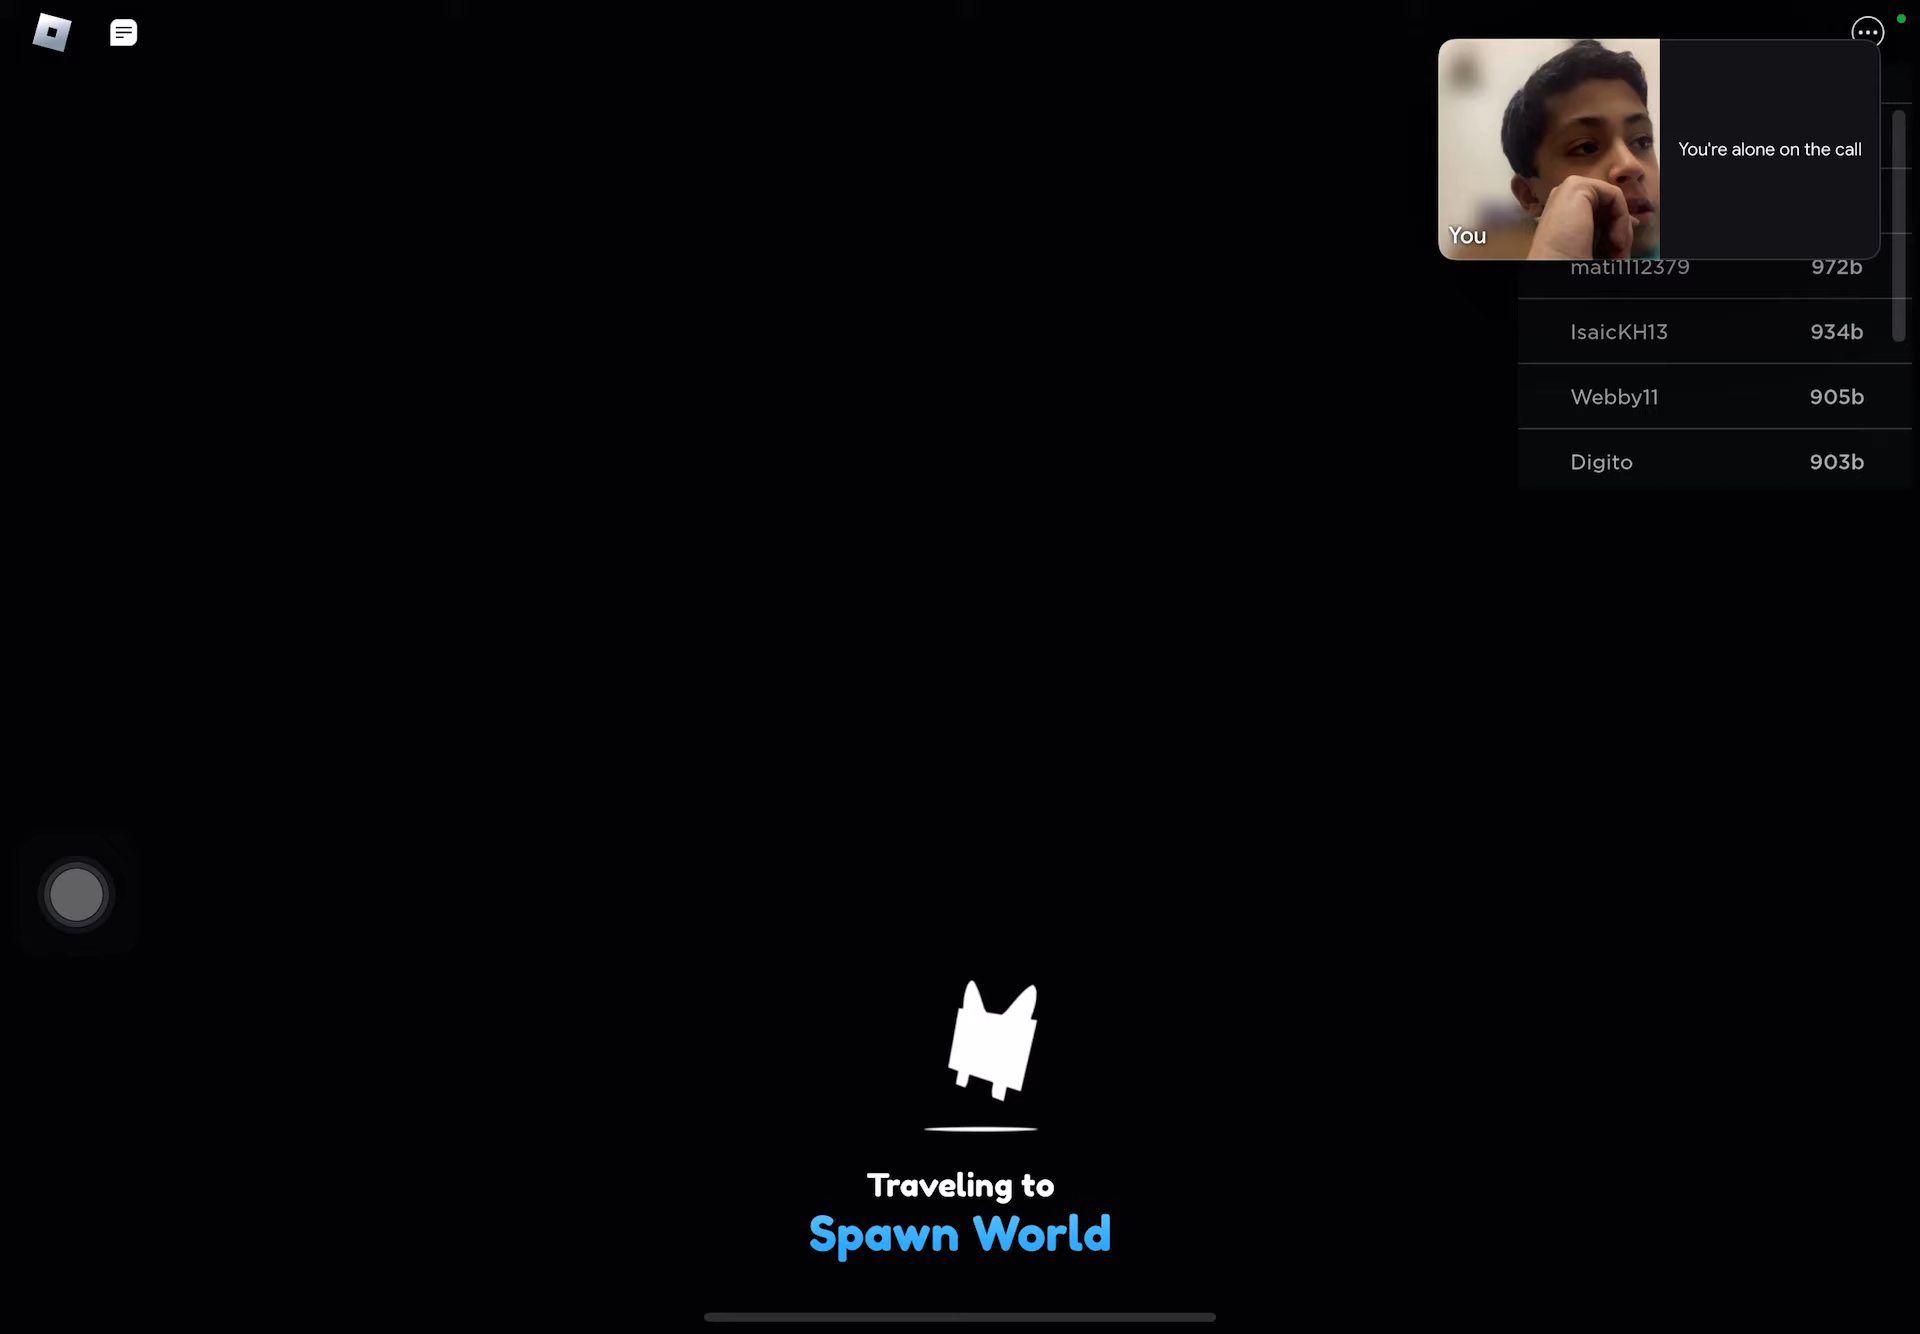 You're alone on the call
You
mati1112379 972b
IsaicKH13 934b
Webby11 905b
Digito 903b
Traveling to
Spawn World